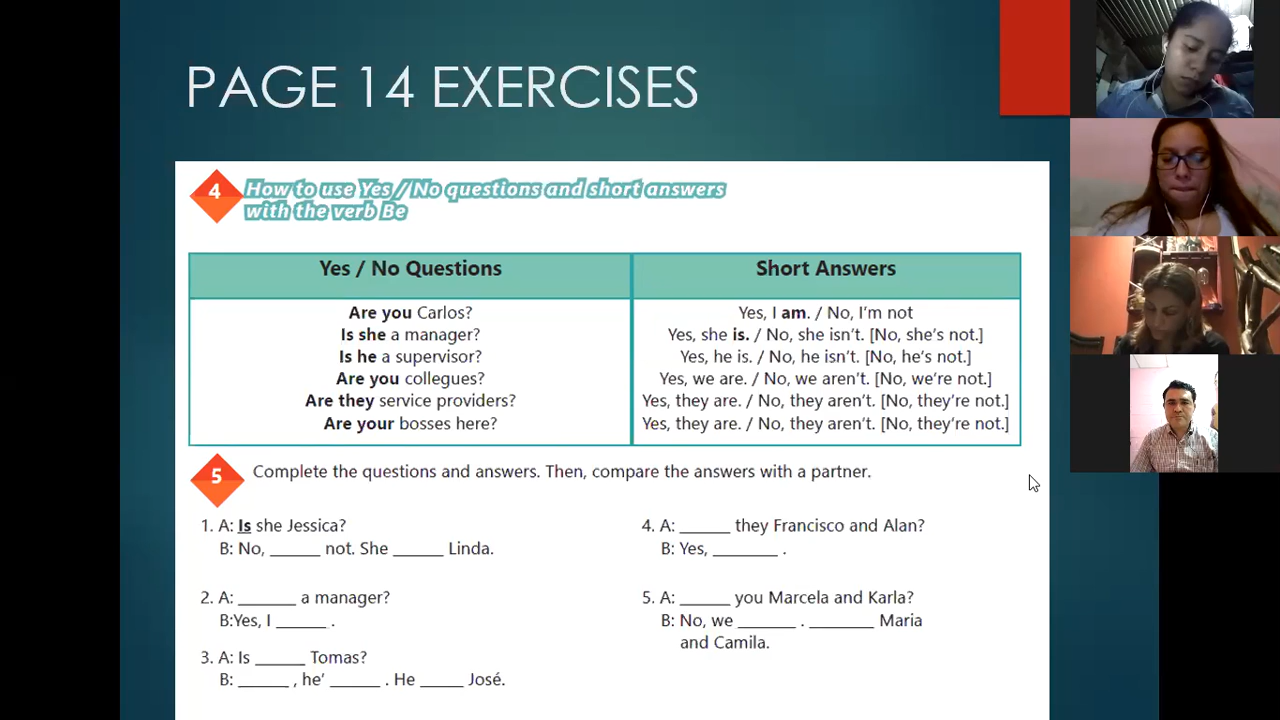 PAGE 14 EXERCISES
4
How to use Yes / No questions and short answers
with the verb Be
Yes / No Questions
Short Answers
Are you Carlos?
Yes, I am. / No, I'm not
Is she a manager?
Yes, she is. / No, she isn't. [No, she's not.]
Is he a supervisor?
Yes, he is. / No, he isn't. [No, he's not.]
Are you collegues?
Yes, we are. / No, we aren't. [No, we're not.]
Are they service providers?
Yes, they are. / No, they aren't. [No, they're not.]
Are your bosses here?
Yes, they are. / No, they aren't. [No, they're not.]
5
Complete the questions and answers. Then, compare the answers with a partner.
1. A: Is she Jessica?
B: No, ______ not. She ______ Linda.
2. A: _______ a manager?
B:Yes, I ______ .
3. A: Is ______ Tomas?
B: ______ , he' ______ . He _____ José.
4. A: ______ they Francisco and Alan?
B: Yes, ________ .
5. A: ______ you Marcela and Karla?
B: No, we _______ . ________ Maria
and Camila.